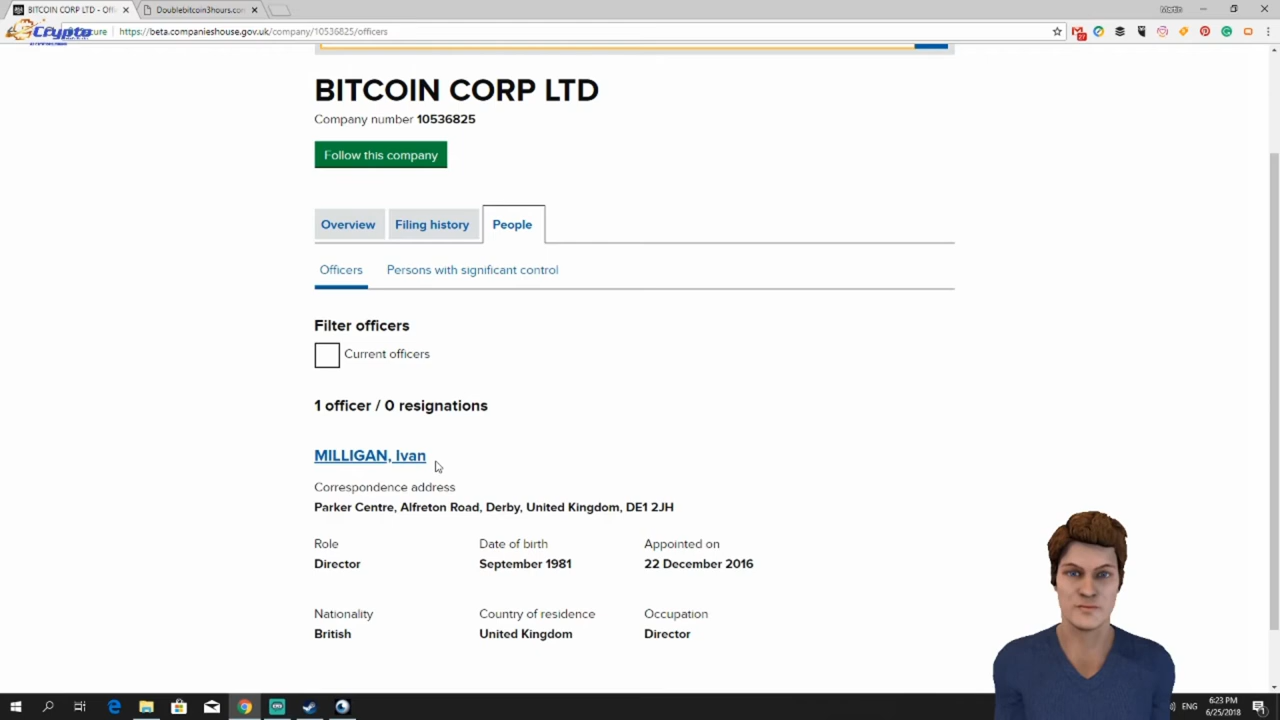 BITCOIN CORP LTD - Offi
Doublebitcoin3hours.com
Crypto
https://beta.companieshouse.gov.uk/company/10536825/officers
27
BITCOIN CORP LTD
Company number 10536825
Follow this company
Overview Filing history People
Officers Persons with significant control
Filter officers
Current officers
1 officer / 0 resignations
MILLIGAN, Ivan
Correspondence address
Parker Centre, Alfreton Road, Derby, United Kingdom, DE1 2JH
Role Date of birth Appointed on
Director September 1981 22 December 2016
Nationality Country of residence Occupation
British United Kingdom Director
ENG
6:23 PM
6/25/2018